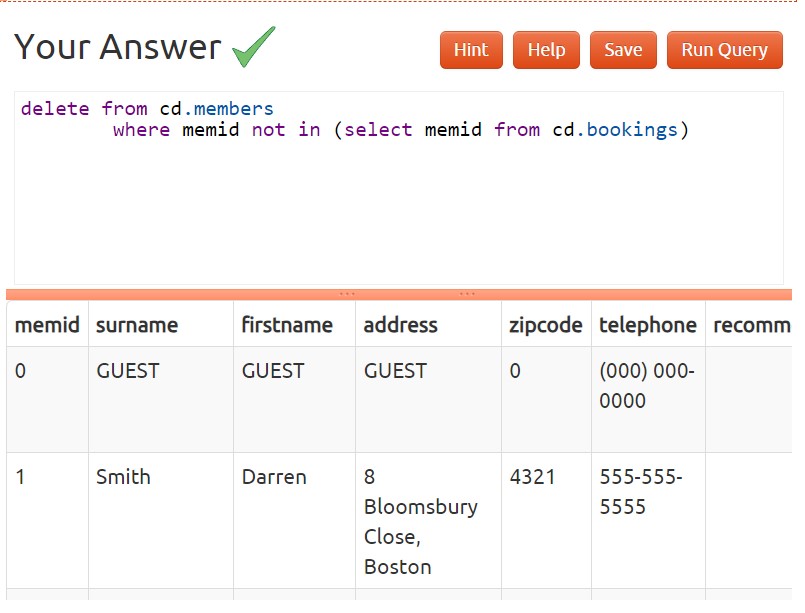 Your Answer
Hint Help Save Run Query
delete from cd.members
where memid not in (select memid from cd.bookings)
memid surname firstname address zipcode telephone recomm
0 GUEST GUEST GUEST 0 (000) 000-
0000
1 Smith Darren 8 4321 555-555-
Bloomsbury 5555
Close,
Boston